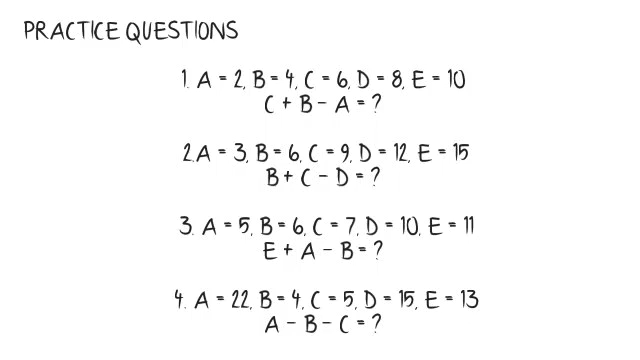 PRACTICE QUESTIONS
1. A = 2, B = 4, C = 6, D = 8, E = 10
C + B - A = ?
2.A = 3, B = 6, C = 9, D = 12, E = 15
B + C - D = ?
3. A = 5, B = 6, C = 7, D = 10, E = 11
E + A - B = ?
4. A = 22, B = 4, C = 5, D = 15, E = 13
A - B - C = ?